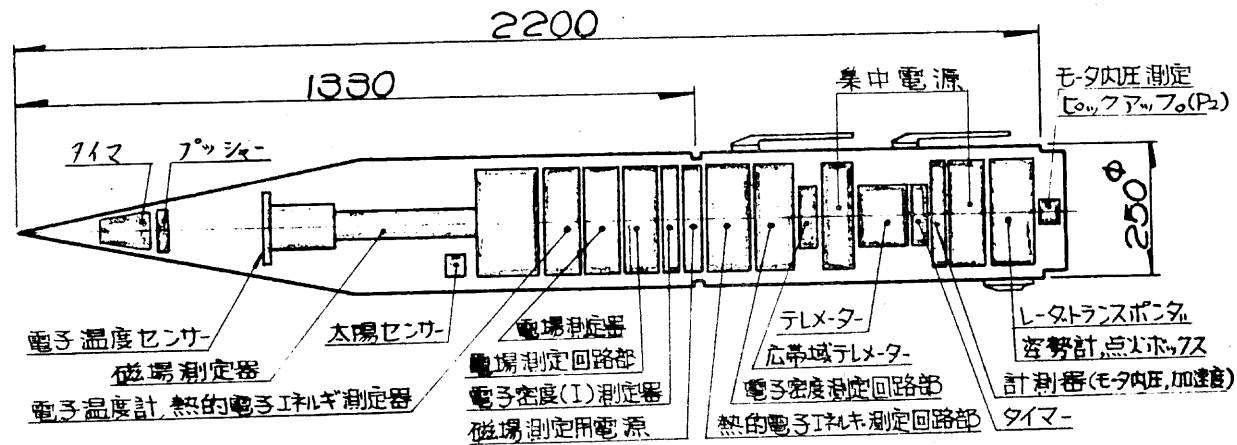 2200
1330
集中電源
モータ内圧測定
ピックアップ(P2)
タイマ
プッシャー
250φ
電子温度センサー
太陽センサー
電場測定器
テレメーター
レーダトランスポンダ
磁場測定器
電場測定回路部
広帯域テレメーター
姿勢計,点火ボックス
電子温度計,熱的電子エネルギ測定器
電子密度(I)測定器
電子密度測定回路部
計測器(モータ内圧,加速度)
磁場測定用電源
熱的電子エネルギ測定回路部
タイマー